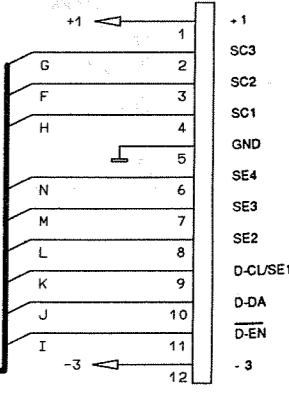 +1 +1
1
SC3
G 2
SC2
F 3
SC1
H 4
GND
5
SE4
N 6
SE3
M 7
SE2
L 8
D-CL/SE1
K 9
D-DA
J 10
D-EN
I 11
-3 - 3
12